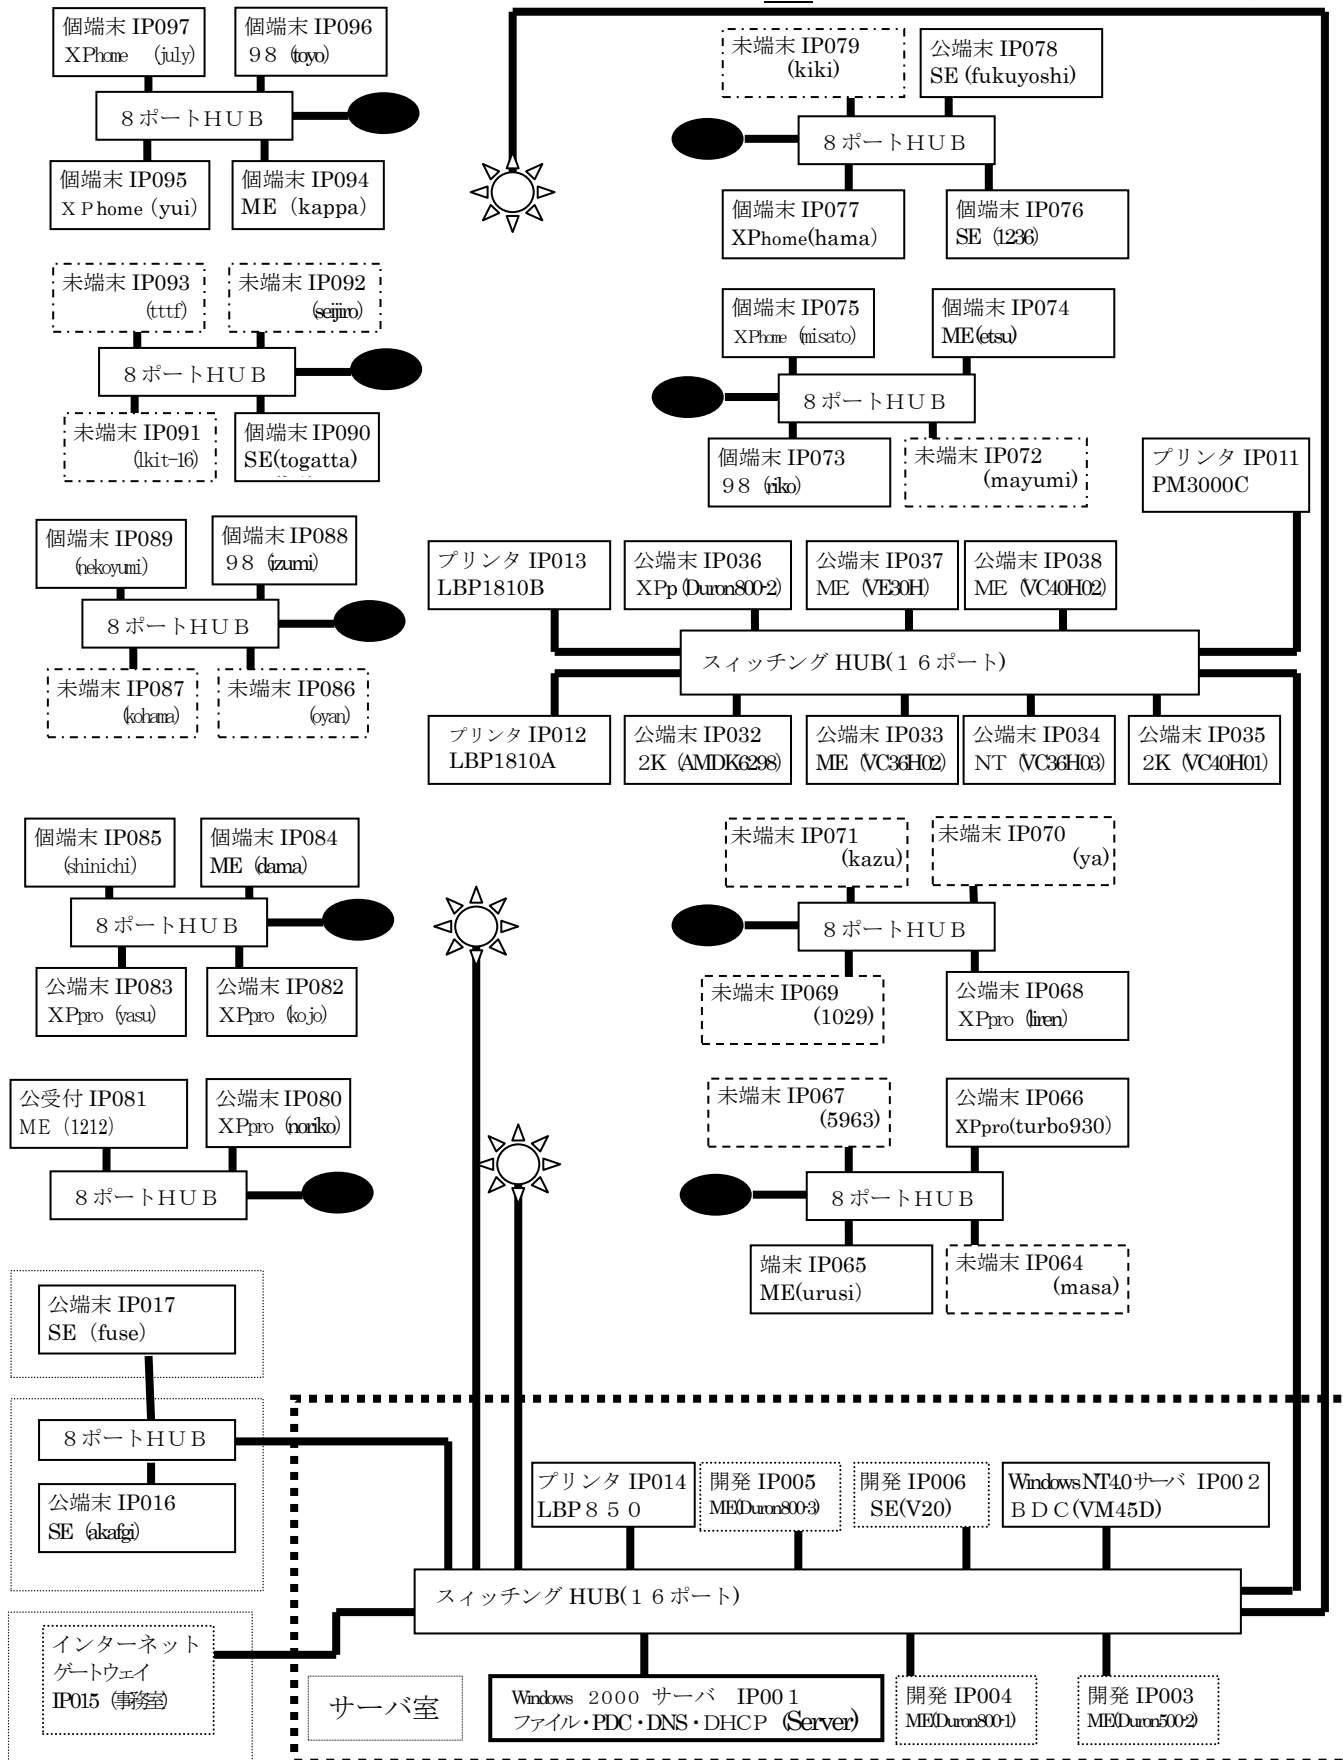 個端末 IP097
XPhome (july)
個端末 IP096
98 (toyo)
8ポートHUB
個端末 IP095
XPhome (yui)
個端末 IP094
ME (kappa)
未端末 IP093
(tttf)
未端末 IP092
(seijiro)
8ポートHUB
未端末 IP091
(lkit-16)
個端末 IP090
SE(togatta)
個端末 IP089
(nekoyumi)
個端末 IP088
98 (izumi)
8ポートHUB
未端末 IP087
(kohama)
未端末 IP086
(oyan)
個端末 IP085
(shinichi)
個端末 IP084
ME (dama)
8ポートHUB
公端末 IP083
XPpro (yasu)
公端末 IP082
XPpro (kojo)
公受付 IP081
ME (1212)
公端末 IP080
XPpro (noriko)
8ポートHUB
公端末 IP017
SE (fuse)
8ポートHUB
公端末 IP016
SE (akafgi)
インターネット
ゲートウェイ
IP015 (事務室)
未端末 IP079
(kiki)
公端末 IP078
SE (fukuyoshi)
8ポートHUB
個端末 IP077
XPhome(hama)
個端末 IP076
SE (1236)
個端末 IP075
XPhome (misato)
個端末 IP074
ME(etsu)
8ポートHUB
個端末 IP073
98 (riko)
未端末 IP072
(mayumi)
プリンタ IP011
PM3000C
プリンタ IP013
LBP1810B
公端末 IP036
XPp (Duron800-2)
公端末 IP037
ME (VE30H)
公端末 IP038
ME (VC40H02)
スィッチング HUB(16ポート)
プリンタ IP012
LBP1810A
公端末 IP032
2K (AMDK6298)
公端末 IP033
ME (VC36H02)
公端末 IP034
NT (VC36H03)
公端末 IP035
2K (VC40H01)
未端末 IP071
(kazu)
未端末 IP070
(ya)
8ポートHUB
未端末 IP069
(1029)
公端末 IP068
XPpro (liren)
未端末 IP067
(5963)
公端末 IP066
XPpro(turbo930)
8ポートHUB
端末 IP065
ME(urusi)
未端末 IP064
(masa)
プリンタ IP014
LBP850
開発 IP005
ME(Duron800-3)
開発 IP006
SE(V20)
WindowsNT4.0サーバ IP002
BDC(VM45D)
スィッチング HUB(16ポート)
サーバ室
Windows 2000 サーバ IP001
ファイル・PDC・DNS・DHCP (Server)
開発 IP004
ME(Duron800-1)
開発 IP003
ME(Duron500-2)